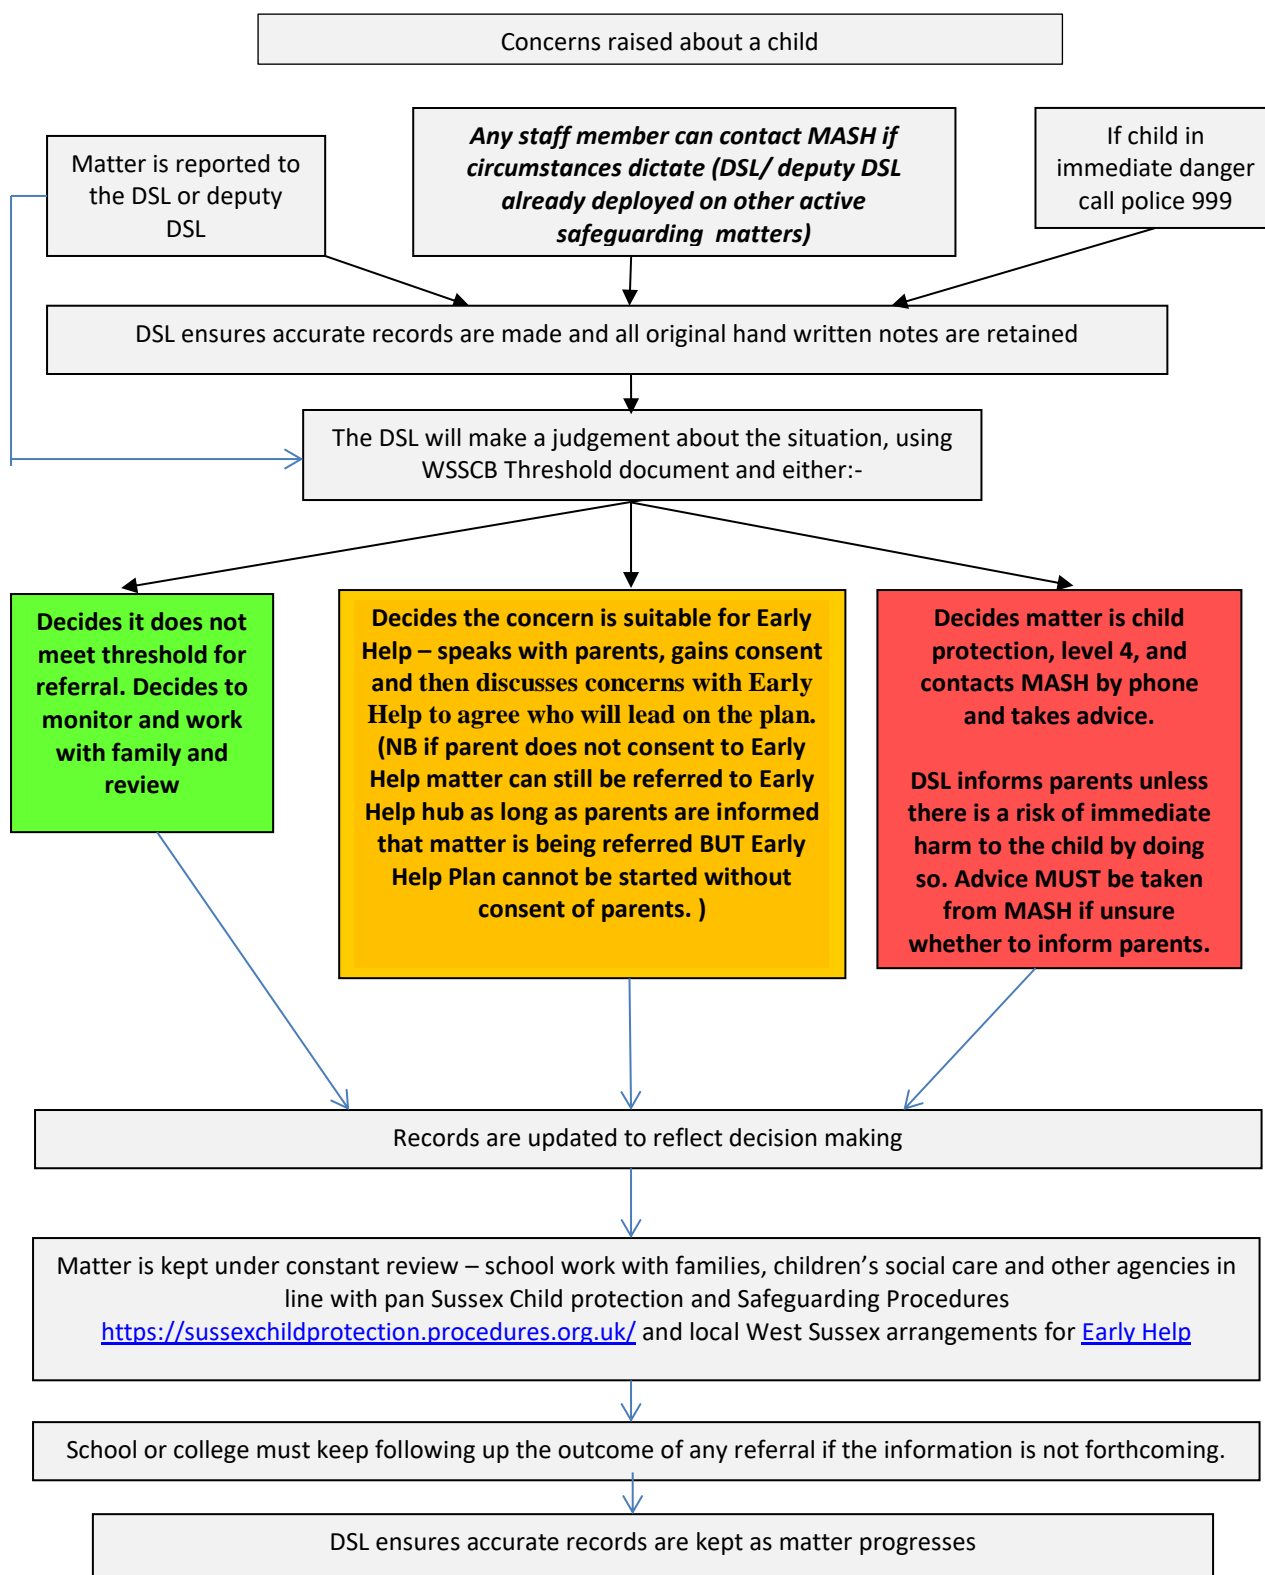 Concerns raised about a child
Matter is reported to
the DSL or deputy
DSL
Any staff member can contact MASH if
circumstances dictate (DSL/ deputy DSL
already deployed on other active
safeguarding  matters)
If child in
immediate danger
call police 999
DSL ensures accurate records are made and all original hand written notes are retained
The DSL will make a judgement about the situation, using
WSSCB Threshold document and either:-
Decides it does not
meet threshold for
referral. Decides to
monitor and work
with family and
review
Decides the concern is suitable for Early
Help – speaks with parents, gains consent
and then discusses concerns with Early
Help to agree who will lead on the plan.
(NB if parent does not consent to Early
Help matter can still be referred to Early
Help hub as long as parents are informed
that matter is being referred BUT Early
Help Plan cannot be started without
consent of parents. )
Decides matter is child
protection, level 4, and
contacts MASH by phone
and takes advice.
DSL informs parents unless
there is a risk of immediate
harm to the child by doing
so. Advice MUST be taken
from MASH if unsure
whether to inform parents.
Records are updated to reflect decision making
Matter is kept under constant review – school work with families, children’s social care and other agencies in
line with pan Sussex Child protection and Safeguarding Procedures
https://sussexchildprotection.procedures.org.uk/ and local West Sussex arrangements for Early Help
School or college must keep following up the outcome of any referral if the information is not forthcoming.
DSL ensures accurate records are kept as matter progresses